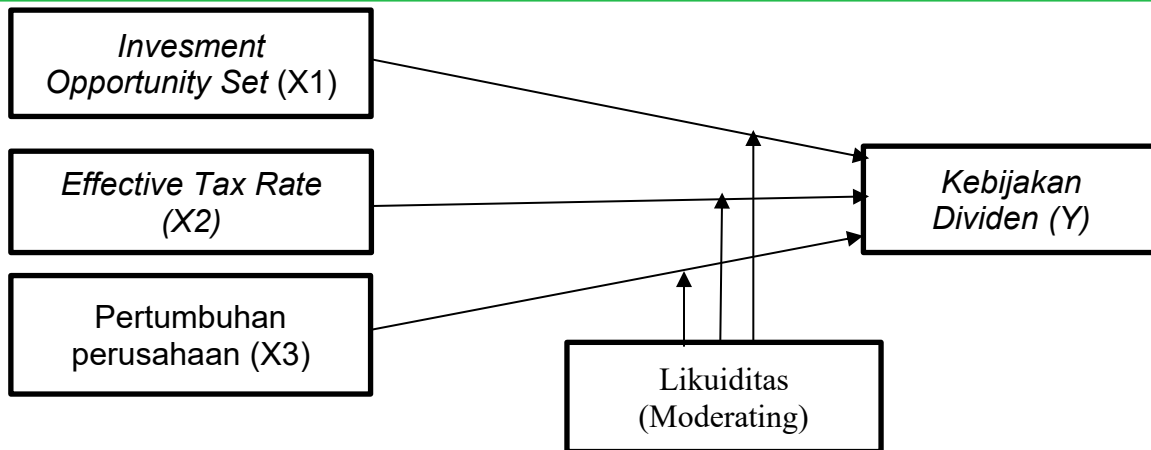 Invesment
Opportunity Set (X1)
Effective Tax Rate
(X2)
Pertumbuhan
perusahaan (X3)
Kebijakan
Dividen (Y)
Likuiditas
(Moderating)